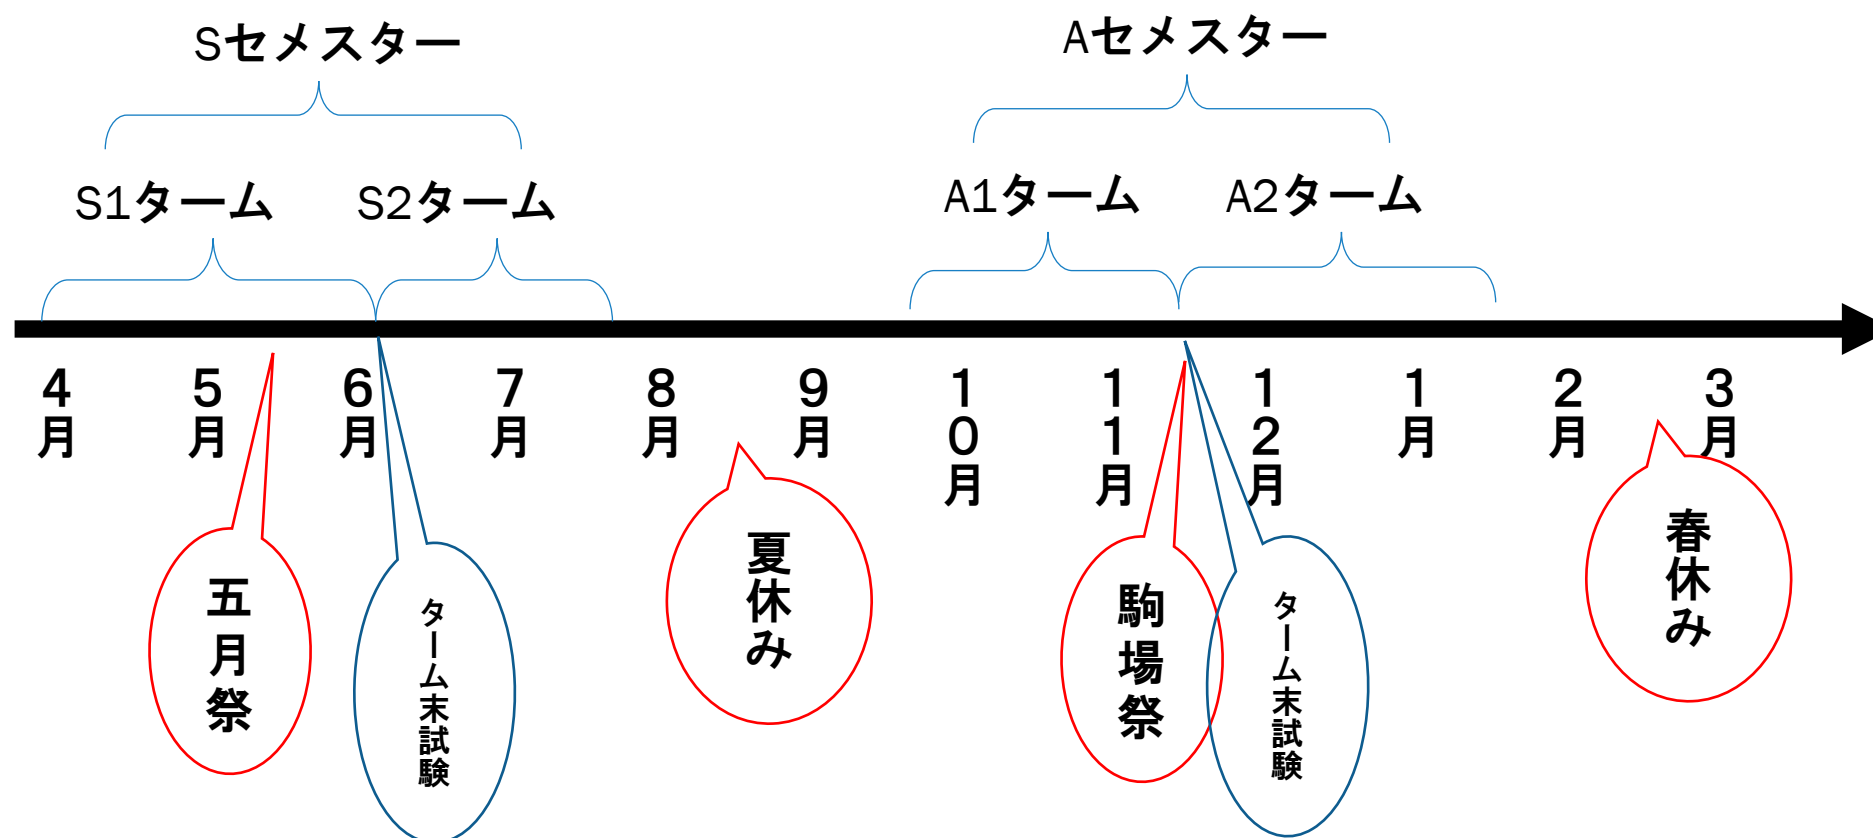 Sセメスター
Aセメスター
S1ターム
S2ターム
A1ターム
A2ターム
4月
5月
6月
7月
8月
9月
10月
11月
12月
1月
2月
3月
五月祭
ターム末試験
夏休み
駒場祭
ターム末試験
春休み